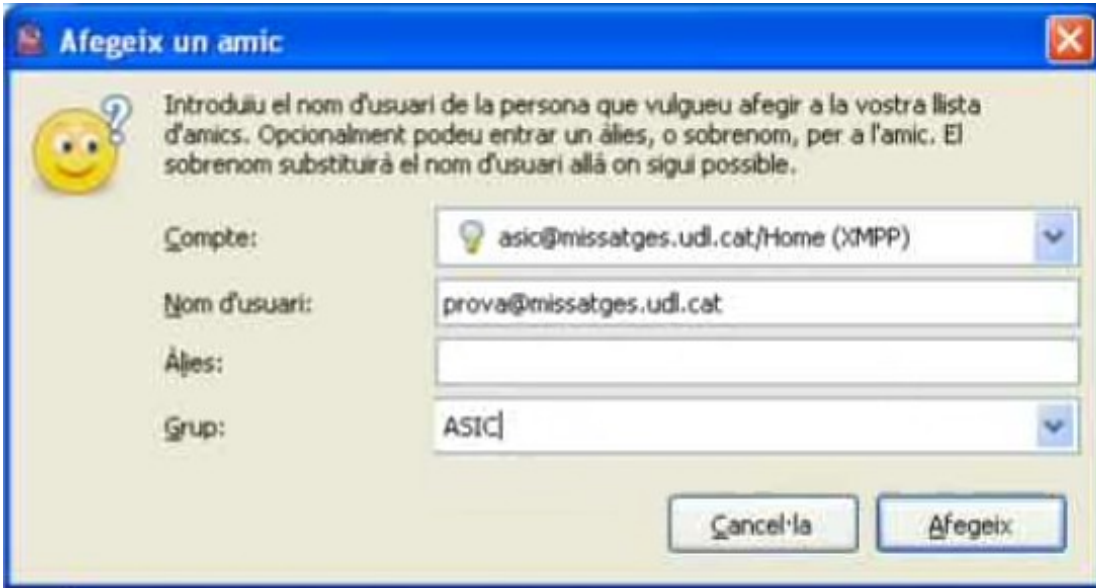 Afegeix un amic
Introduïu el nom d'usuari de la persona que vulgueu afegir a la vostra llista
d'amics. Opcionalment podeu entrar un àlies, o sobrenom, per a l'amic. El
sobrenom substituirà el nom d'usuari allà on sigui possible.
Compte: asic@missatges.udl.cat/Home (XMPP)
Nom d'usuari: prova@missatges.udl.cat
Àlies:
Grup: ASIC
Cancel·la Afegeix